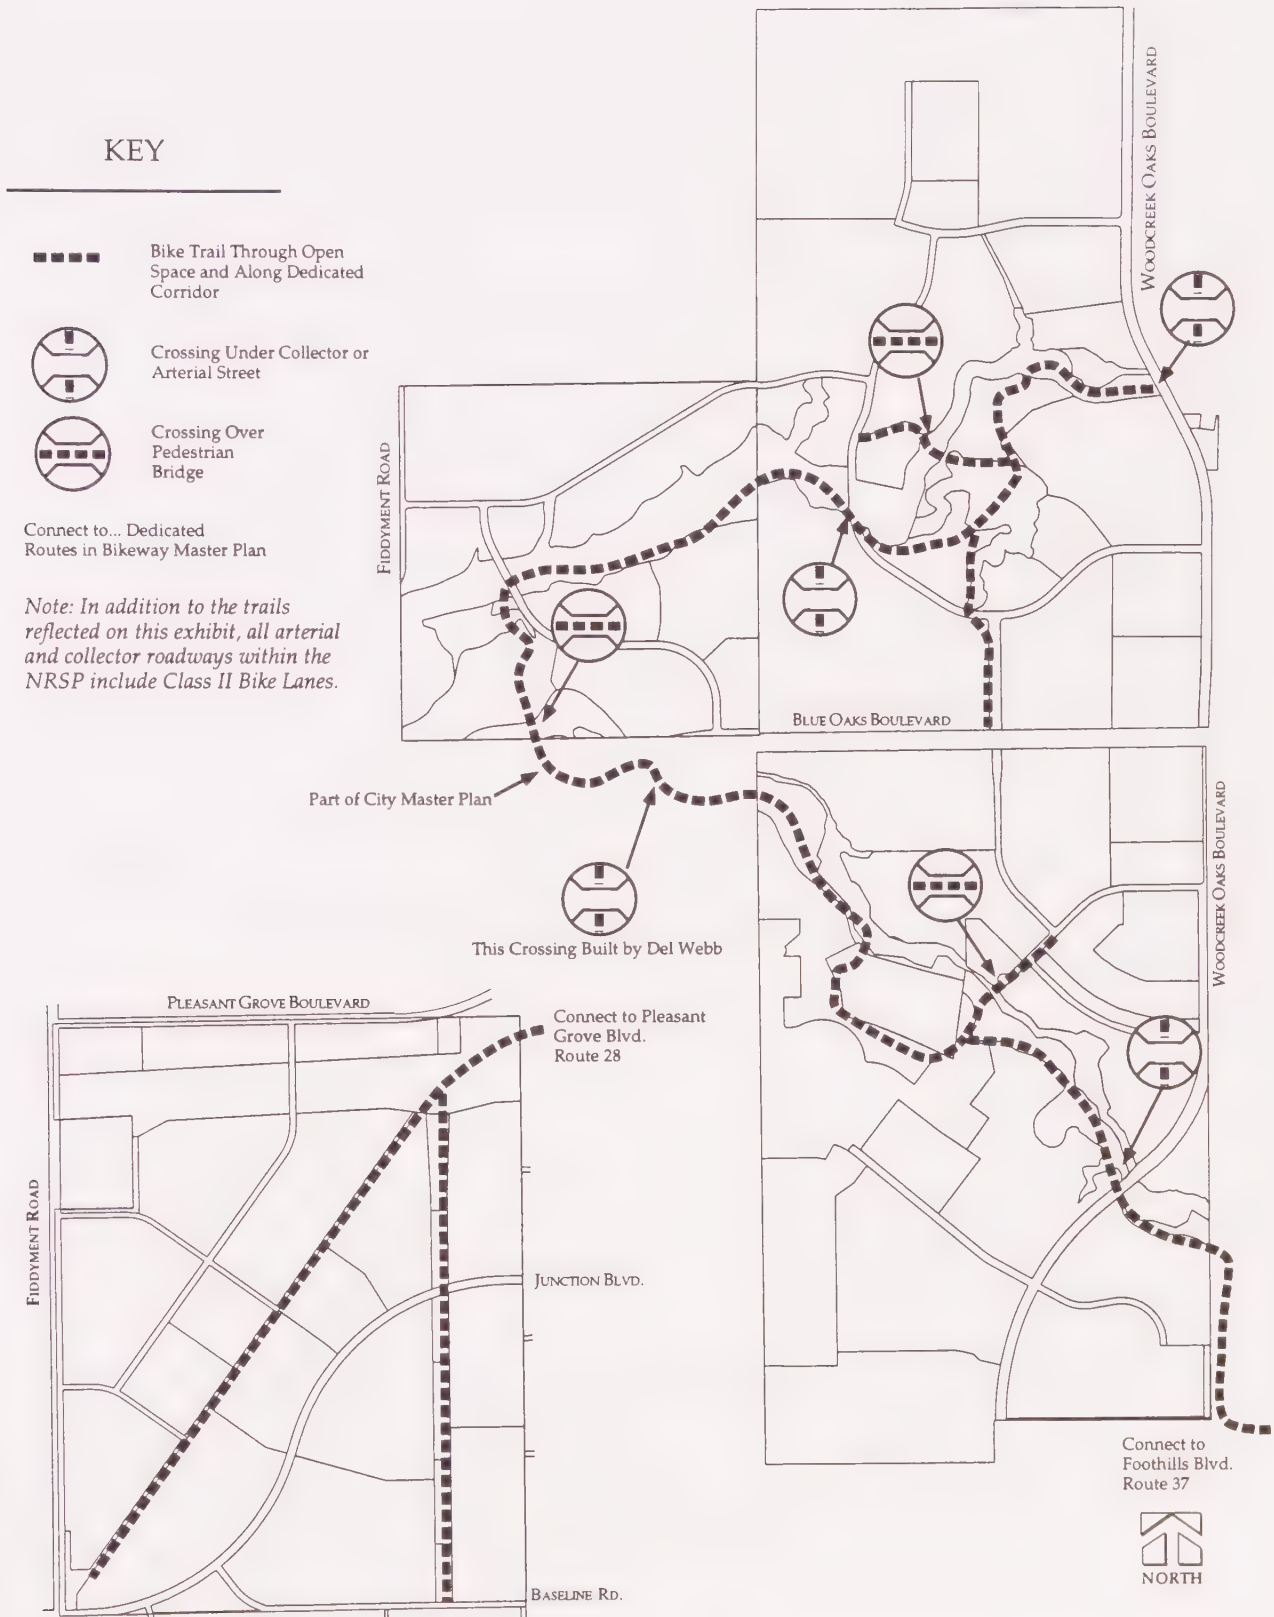 KEY
Bike Trail Through Open
Space and Along Dedicated
Corridor
Crossing Under Collector or
Arterial Street
Crossing Over
Pedestrian
Bridge
Connect to... Dedicated
Routes in Bikeway Master Plan
Note: In addition to the trails
reflected on this exhibit, all arterial
and collector roadways within the
NRSP include Class II Bike Lanes.
WOODCREEK OAKS BOULEVARD
FIDDYMENT ROAD
BLUE OAKS BOULEVARD
Part of City Master Plan
This Crossing Built by Del Webb
WOODCREEK OAKS BOULEVARD
PLEASANT GROVE BOULEVARD
Connect to Pleasant
Grove Blvd.
Route 28
FIDDYMENT ROAD
JUNCTION BLVD.
BASELINE RD.
Connect to
Foothills Blvd.
Route 37
NORTH